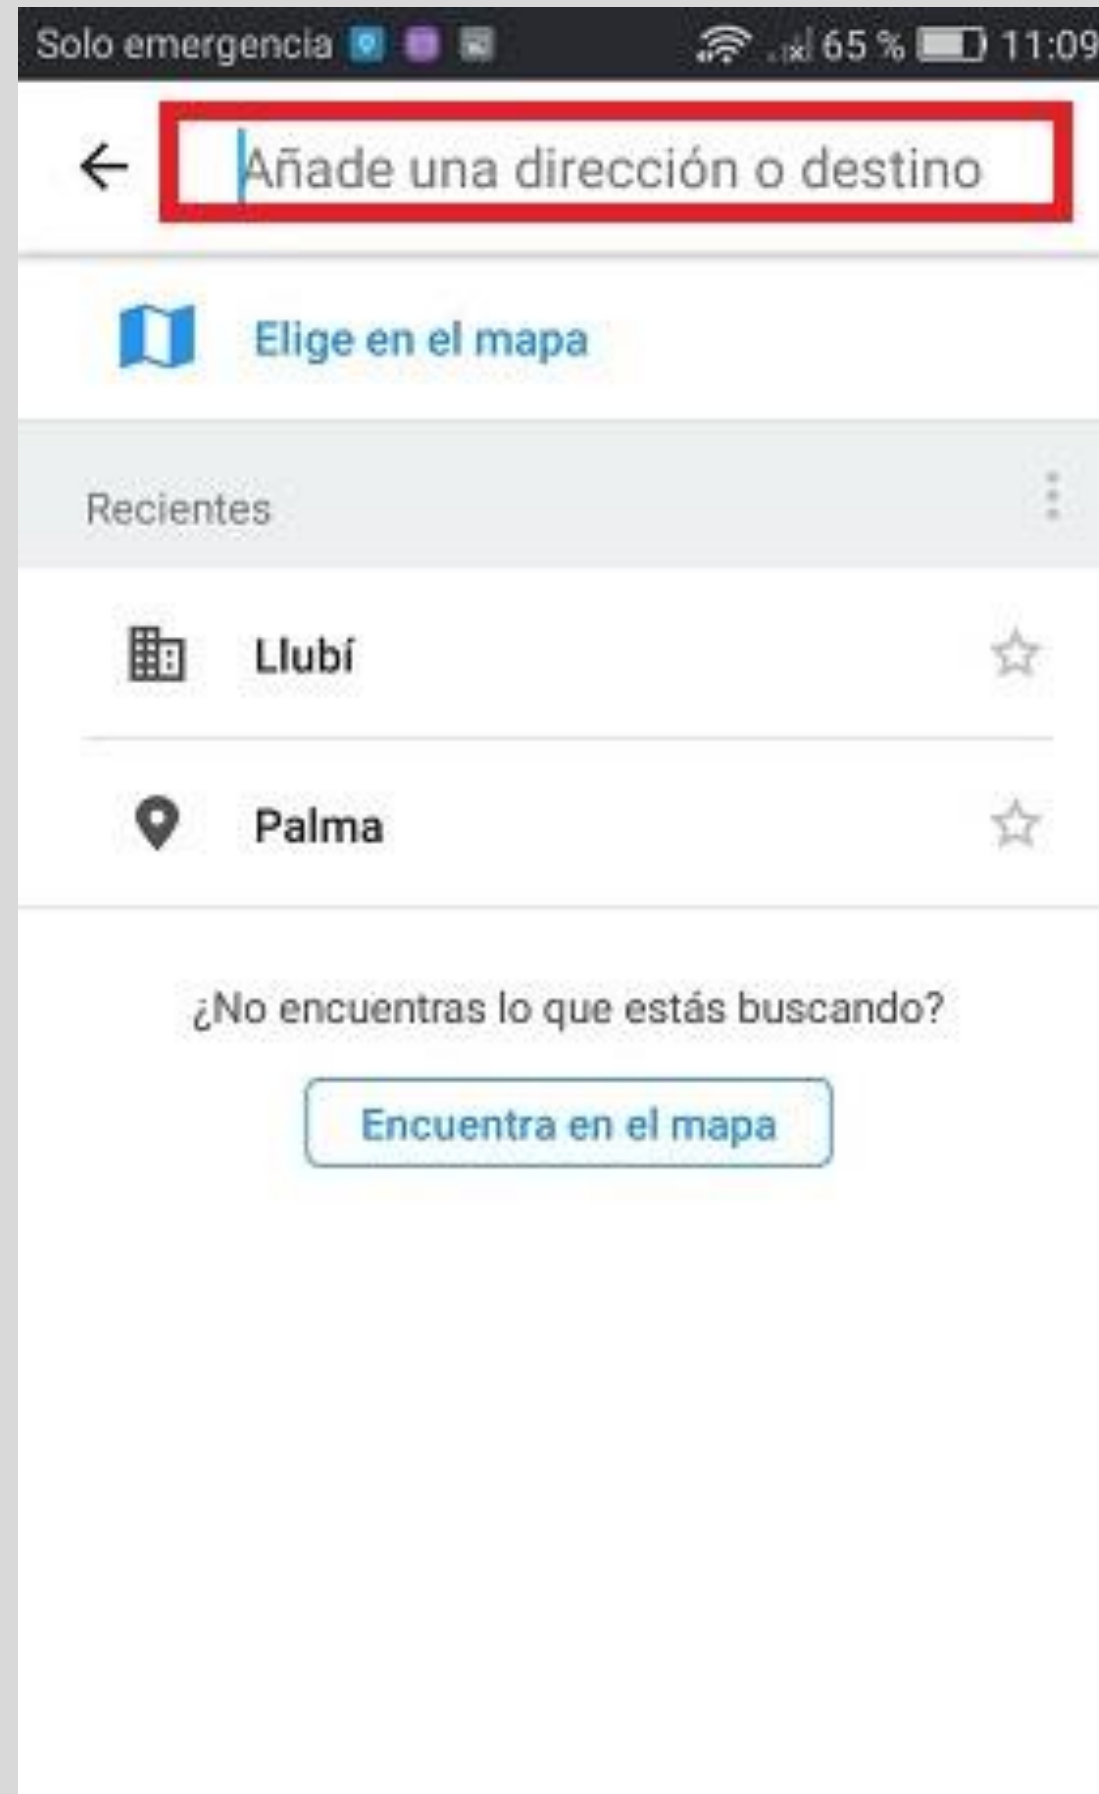 Solo emergencia 65 % 11:09
Añade una dirección o destino
Elige en el mapa
Recientes
Llubí
Palma
¿No encuentras lo que estás buscando?
Encuentra en el mapa